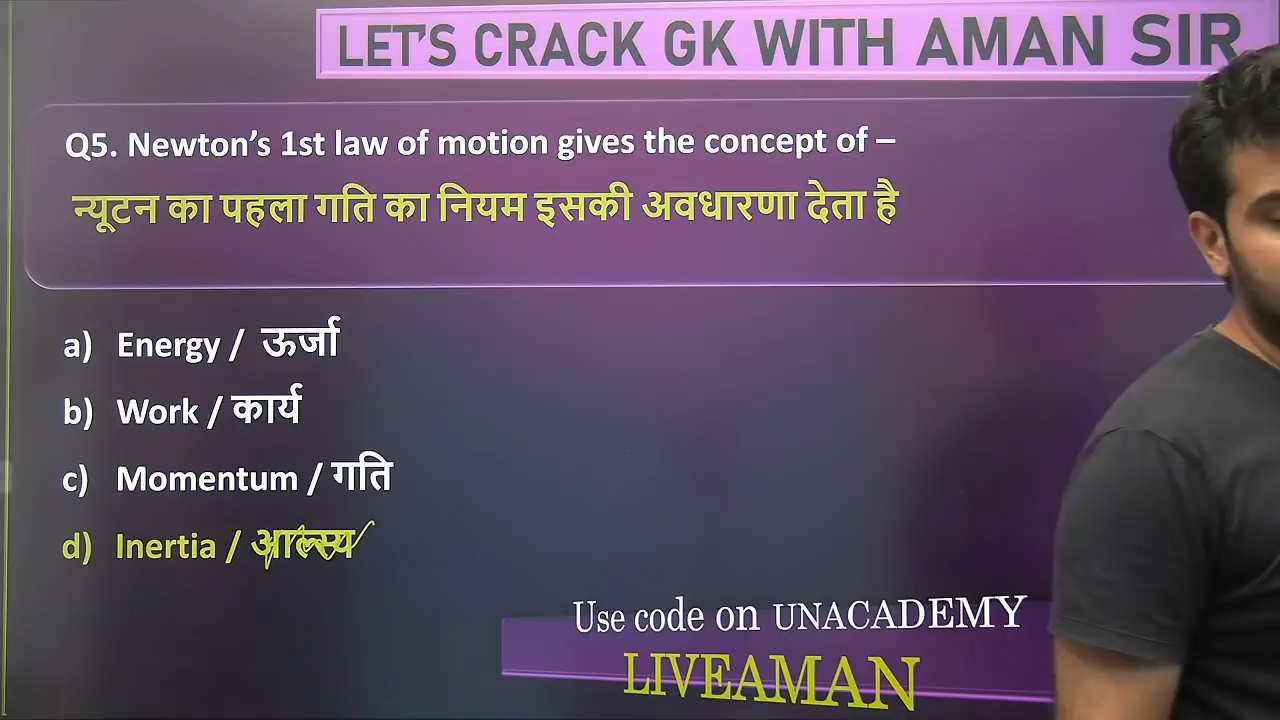 LET'S CRACK GK WITH AMAN SIR
Q5. Newton's 1st law of motion gives the concept of –
न्यूटन का पहला गति का नियम इसकी अवधारणा देता है
a) Energy / ऊर्जा
b) Work / कार्य
c) Momentum / गति
d) Inertia / आल्स्य
Use code on UNACADEMY
LIVEAMAN